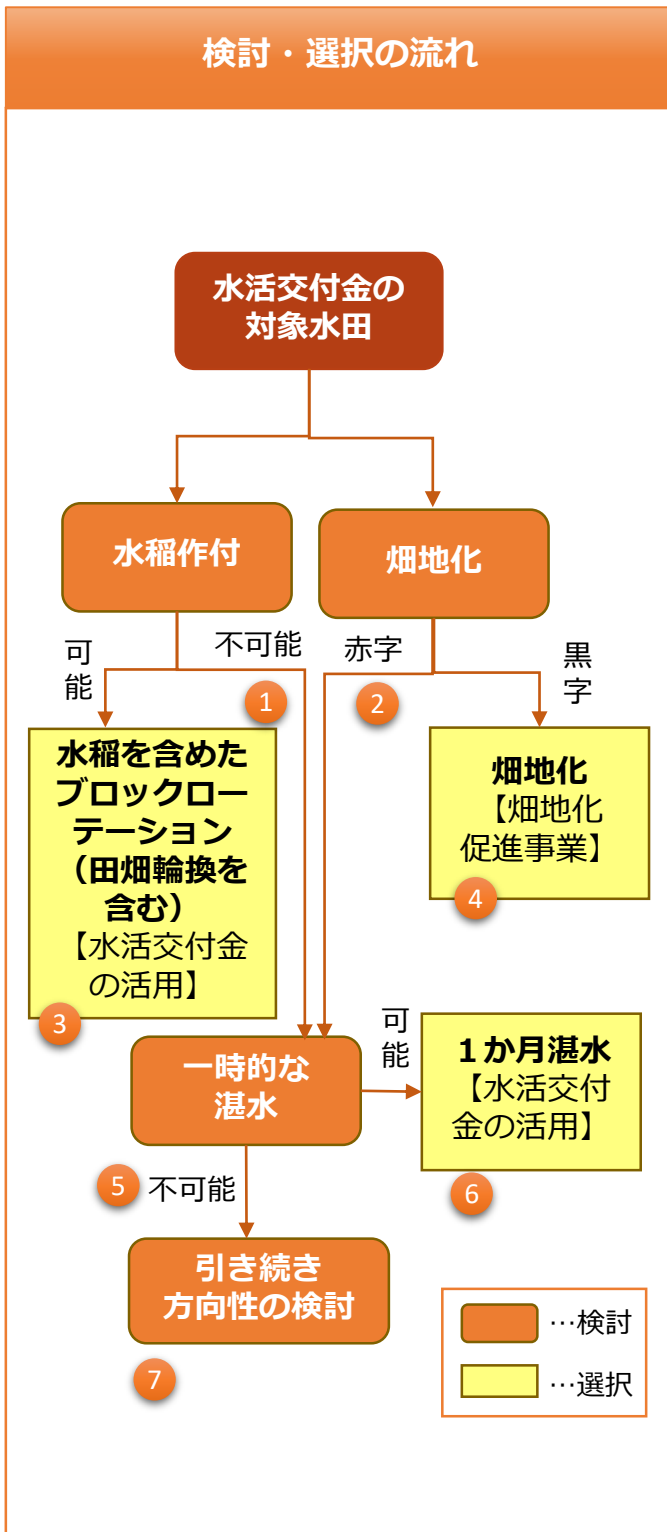 検討・選択の流れ
水活交付金の
対象水田
水稲作付
畑地化
可
能
不可能
赤字
黒
字
1
2
水稲を含めた
ブロックロー
テーション
（田畑輪換を
含む）
【水活交付金
の活用】
3
畑地化
【畑地化
促進事業】
4
一時的な
湛水
可
能
１か月湛水
【水活交付
金の活用】
5
不可能
6
引き続き
方向性の検討
7
…検討
…選択